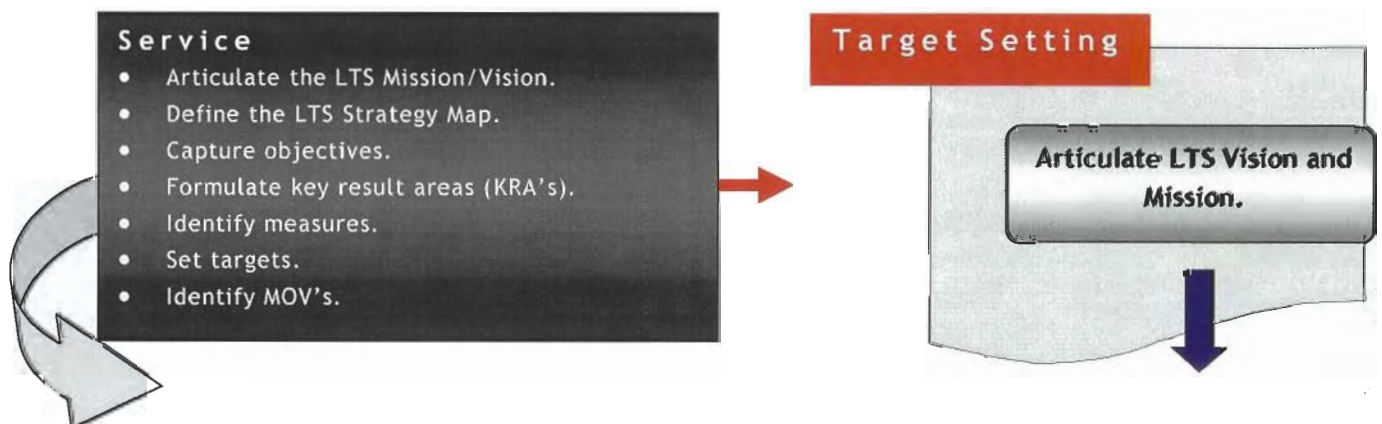 Service
• Articulate the LTS Mission/Vision.
• Define the LTS Strategy Map.
• Capture objectives.
• Formulate key result areas (KRA's).
• Identify measures.
• Set targets.
• Identify MOV's.
Target Setting
Articulate LTS Vision and
Mission.